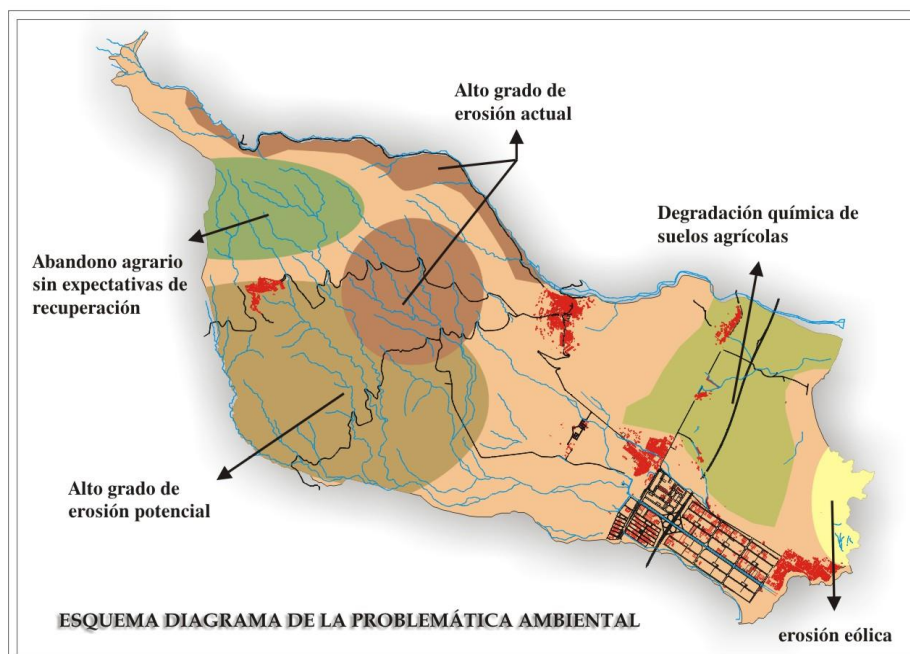 Alto grado de
erosión actual
Degradación química de
suelos agrícolas
Abandono agrario
sin expectativas de
recuperación
Alto grado de
erosión potencial
ESQUEMA DIAGRAMA DE LA PROBLEMÁTICA AMBIENTAL
erosión eólica